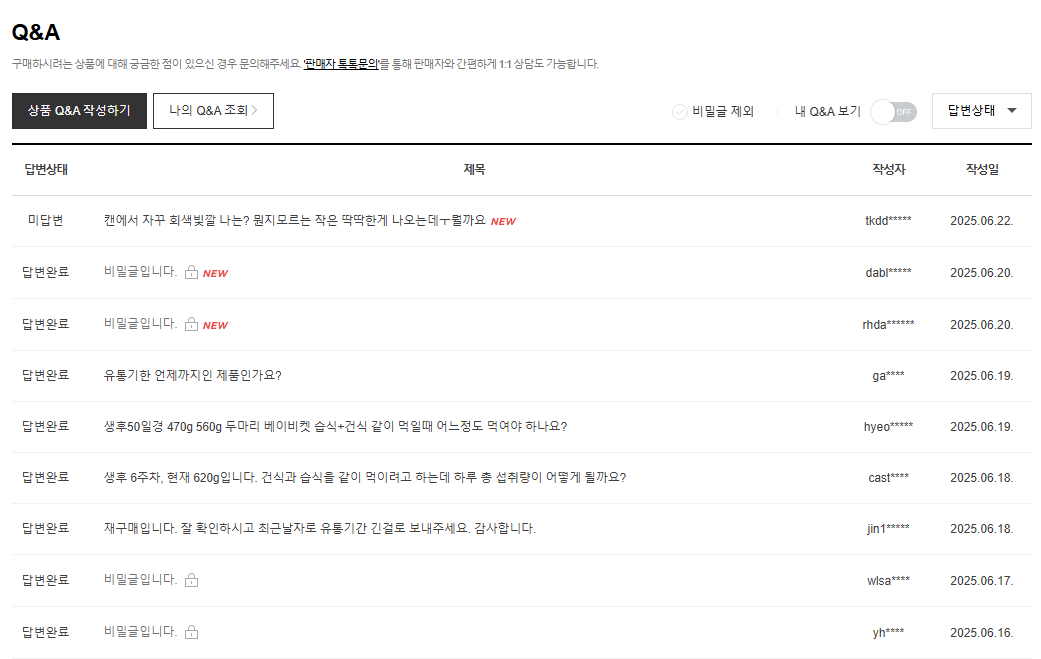 Q&A
구매하시려는 상품에 대해 궁금한 점이 있으신 경우 문의해주세요. '판매자 톡톡문의'를 통해 판매자와 간편하게 1:1 상담도 가능합니다.
상품 Q&A 작성하기 나의 Q&A 조회 비밀글 제외 내 Q&A 보기 OFF 답변상태
답변상태 제목 작성자 작성일
미답변 캔에서 자꾸 회색빛깔 나는? 뭔지모르는 작은 딱딱한게 나오는데ㅜ뭘까요 NEW tkdd***** 2025.06.22.
답변완료 비밀글입니다. NEW dabl***** 2025.06.20.
답변완료 비밀글입니다. NEW rhda****** 2025.06.20.
답변완료 유통기한 언제까지인 제품인가요? ga**** 2025.06.19.
답변완료 생후50일경 470g 560g 두마리 베이비켓 습식+건식 같이 먹일때 어느정도 먹여야 하나요? hyeo***** 2025.06.19.
답변완료 생후 6주차, 현재 620g입니다. 건식과 습식을 같이 먹이려고 하는데 하루 총 섭취량이 어떻게 될까요? cast**** 2025.06.18.
답변완료 재구매입니다. 잘 확인하시고 최근날자로 유통기간 긴걸로 보내주세요. 감사합니다. jin1***** 2025.06.18.
답변완료 비밀글입니다. wlsa**** 2025.06.17.
답변완료 비밀글입니다. yh**** 2025.06.16.